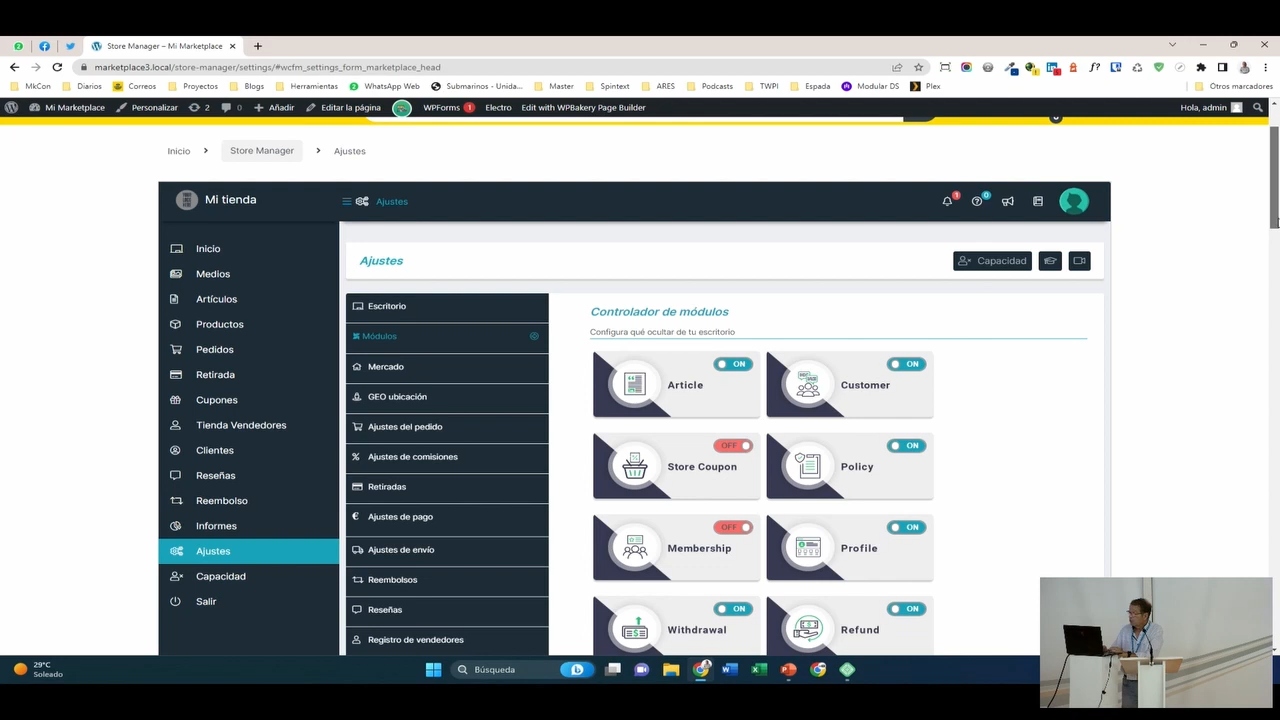 Store Manager – Mi Marketplace
marketplace3.local/store-manager/settings/#wcfm_settings_form_marketplace_head
MkCon Diarios Correos Proyectos Blogs Herramientas WhatsApp Web Submarinos - Unida... Master Spintext ARES Podcasts TWPI Espada Modular DS Plex Otros marcadores
Mi Marketplace Personalizar 2 0 Añadir Editar la página WPForms 1 Electro Edit with WPBakery Page Builder Hola, admin
Inicio > Store Manager > Ajustes
Mi tienda
Ajustes
1 0
Inicio
Medios
Artículos
Productos
Pedidos
Retirada
Cupones
Tienda Vendedores
Clientes
Reseñas
Reembolso
Informes
Ajustes
Capacidad
Salir
Ajustes
Capacidad
Escritorio
Módulos
Mercado
GEO ubicación
Ajustes del pedido
Ajustes de comisiones
Retiradas
Ajustes de pago
Ajustes de envío
Reembolsos
Reseñas
Registro de vendedores
Controlador de módulos
Configura qué ocultar de tu escritorio
Article ON
Customer ON
Store Coupon OFF
Policy ON
Membership OFF
Profile ON
Withdrawal ON
Refund ON
29°C
Soleado
Búsqueda